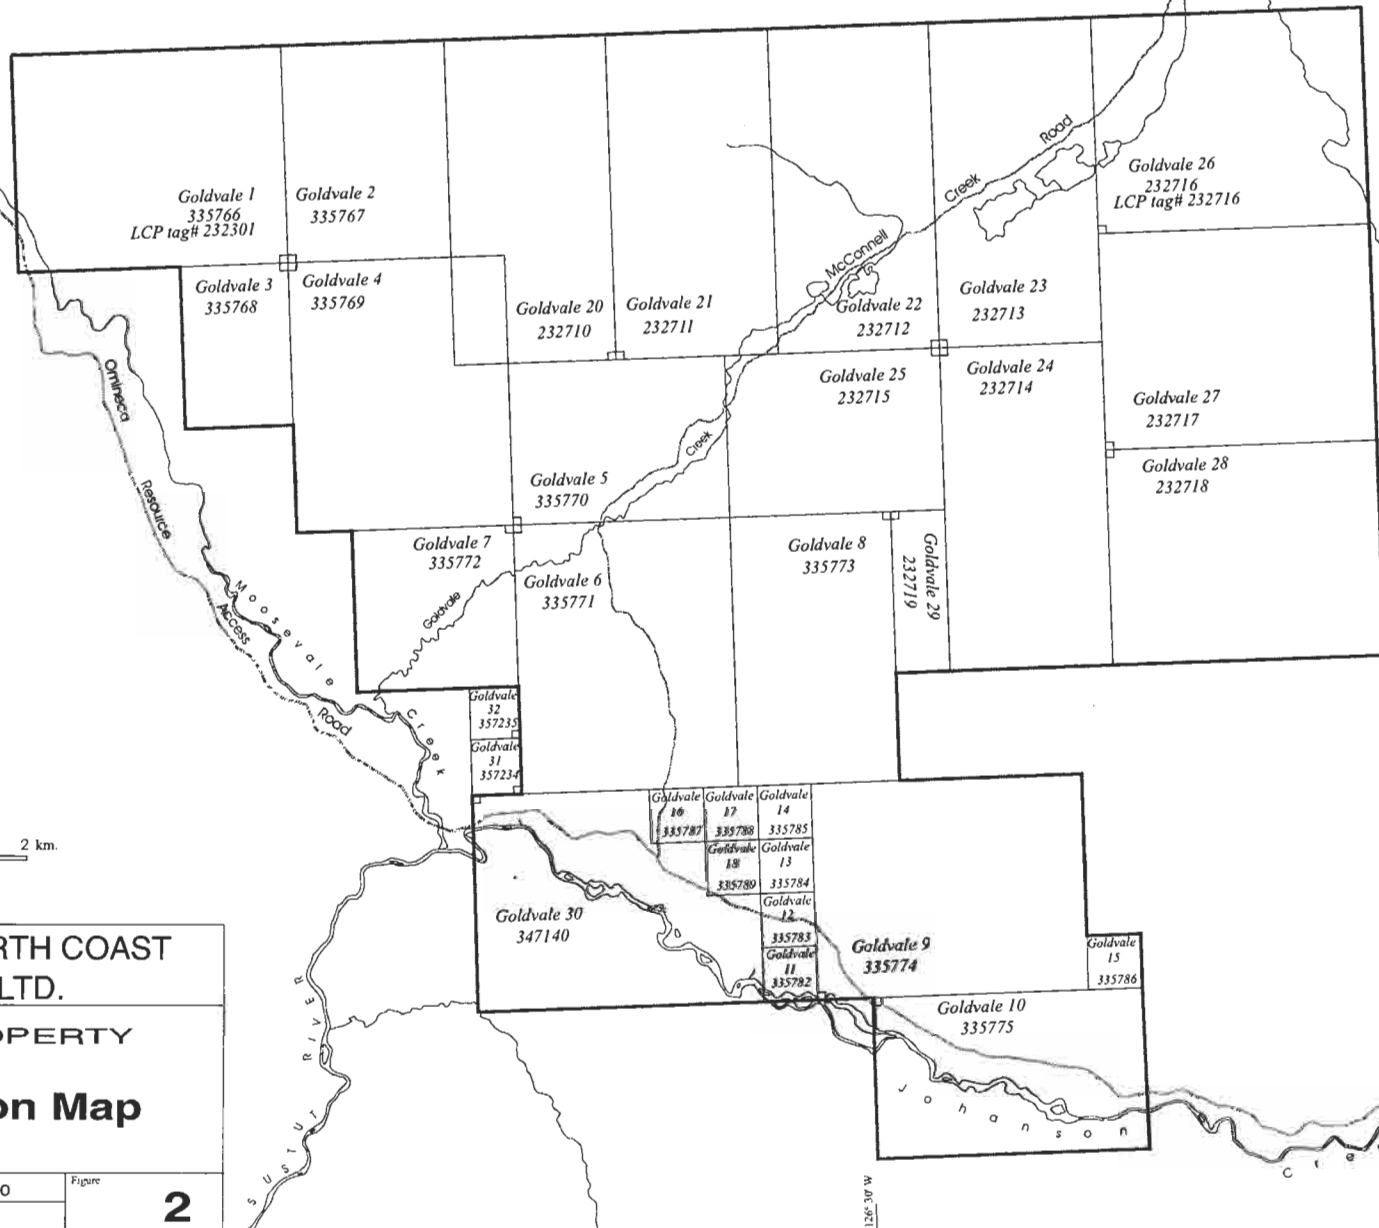 Road
Creek
McConnell
Goldvale 1
335766
LCP tag# 232301
Goldvale 2
335767
Goldvale 26
232716
LCP tag# 232716
Goldvale 3
335768
Goldvale 4
335769
Goldvale 20
232710
Goldvale 21
232711
Goldvale 22
232712
Goldvale 23
232713
Goldvale 25
232715
Goldvale 24
232714
Goldvale 27
232717
Goldvale 28
232718
Omineca
Resource
Access
Road
Moosevale
Creek
Creek
Goldvale 5
335770
Goldvale 7
335772
Goldvale 6
335771
Goldvale
Goldvale 8
335773
Goldvale 29
232719
Goldvale
32
357235
Goldvale
31
357234
Goldvale
16
335787
Goldvale
17
335788
Goldvale
14
335785
Goldvale
18
335789
Goldvale
13
335784
Goldvale
12
335783
Goldvale
11
335782
Goldvale 30
347140
Goldvale 9
335774
Goldvale
15
335786
Goldvale 10
335775
Johanson
Cre
SUSTUT
RIVER
2 km.
RTH COAST
LTD.
OPERTY
on Map
0
Figure
2
126° 30' W